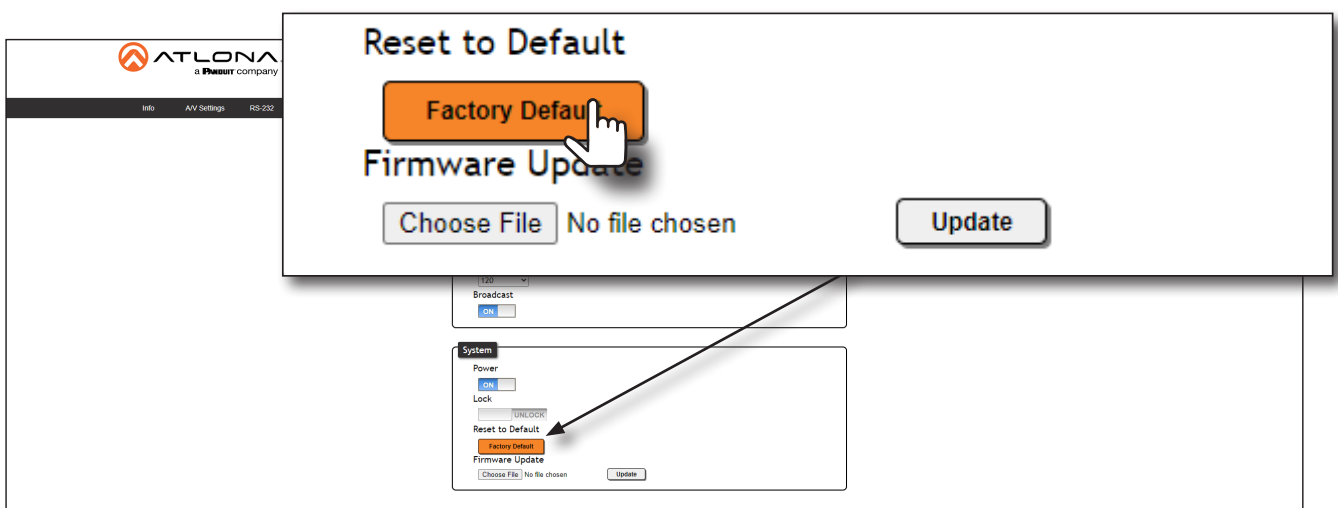 ATLONA
a PANDUIT company
Info A/V Settings RS-232
Reset to Default
Factory Default
Firmware Update
Choose File No file chosen Update
120
Broadcast
ON
System
Power
ON
Lock
UNLOCK
Reset to Default
Factory Default
Firmware Update
Choose File No file chosen Update